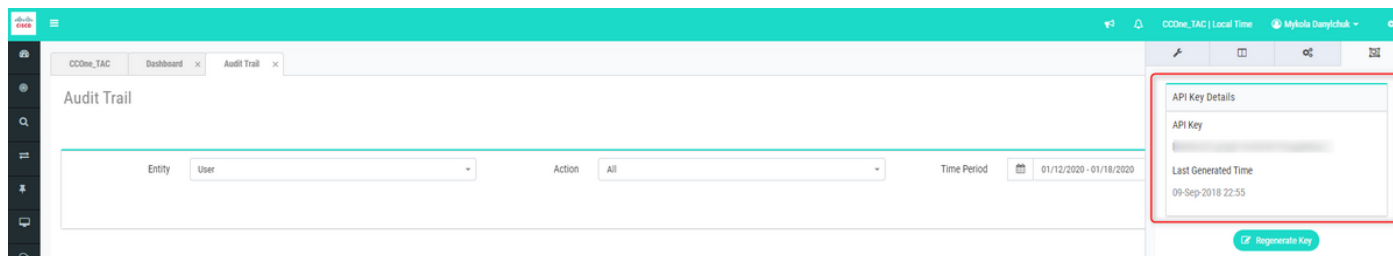 CISCO
CCOne_TAC | Local Time Mykola Danylchuk
CCOne_TAC Dashboard × Audit Trail ×
Audit Trail
Entity User Action All Time Period 01/12/2020 - 01/18/2020
API Key Details
API Key
Last Generated Time
09-Sep-2018 22:55
Regenerate Key